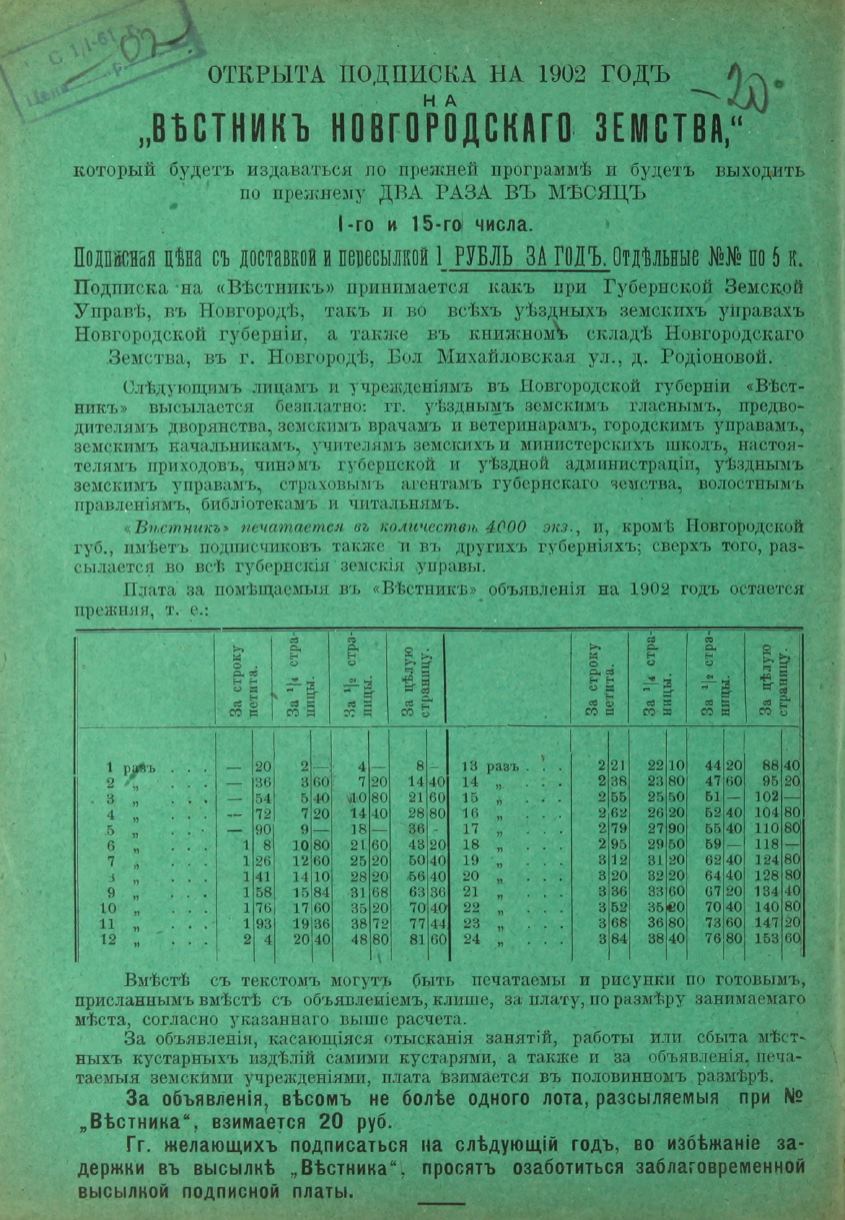 ОТКРЫТА ПОДПИСКА НА 1902 ГОДЪ
НА
„ВѢСТНИКЪ НОВГОРОДСКАГО ЗЕМСТВА,“
который будетъ издаваться по прежней программѣ и будетъ выходить
по прежнему ДВА РАЗА ВЪ МѢСЯЦЪ
1-го и 15-го числа.
Подписная цѣна съ доставкой и пересылкой 1 РУБЛЬ ЗА ГОДЪ. Отдѣльные №№ по 5 к.
Подписка на «Вѣстникъ» принимается какъ при Губернской Земской
Управѣ, въ Новгородѣ, такъ и во всѣхъ уѣздныхъ земскихъ управахъ
Новгородской губерніи, а также въ книжномъ складѣ Новгородскаго
Земства, въ г. Новгородѣ, Бол Михайловская ул., д. Родіоновой.
Слѣдующимъ лицамъ и учрежденіямъ въ Новгородской губерніи «Вѣст-
никъ» высылается безплатно: гг. уѣзднымъ земскимъ гласнымъ, предво-
дителямъ дворянства, земскимъ врачамъ и ветеринарамъ, городскимъ управамъ,
земскимъ начальникамъ, учителямъ земскихъ и министерскихъ школъ, настоя-
телямъ приходовъ, чинамъ губернской и уѣздной администраціи, уѣзднымъ
земскимъ управамъ, страховымъ агентамъ губернскаго земства, волостнымъ
правленіямъ, библіотекамъ и читальнямъ.
«Вѣстникъ» печатается въ количествѣ 4000 экз., и, кромѣ Новгородской
губ., имѣетъ подписчиковъ также и въ другихъ губерніяхъ; сверхъ того, раз-
сылается во всѣ губернскія земскія управы.
Плата за помѣщаемыя въ «Вѣстникѣ» объявленія на 1902 годъ остается
прежняя, т. е.:
За строку петита. За 1/4 стра- ницы. За 1/2 стра- ницы. За цѣлую страницу. За строку петита. За 1/4 стра- ницы. За 1/2 стра- ницы. За цѣлую страницу.
1 разъ . . . — 20 2 — 4 — 8 — 13 разъ . . . 2 21 22 10 44 20 88 40
2 „ . . . — 36 3 60 7 20 14 40 14 „ . . . 2 38 23 80 47 60 95 20
3 „ . . . — 54 5 40 10 80 21 60 15 „ . . . 2 55 25 50 51 — 102 —
4 „ . . . — 72 7 20 14 40 28 80 16 „ . . . 2 62 26 20 52 40 104 80
5 „ . . . — 90 9 — 18 — 36 - 17 „ . . . 2 79 27 90 55 40 110 80
6 „ . . . 1 8 10 80 21 60 43 20 18 „ . . . 2 95 29 50 59 — 118 —
7 „ . . . 1 26 12 60 25 20 50 40 19 „ . . . 3 12 31 20 62 40 124 80
8 „ . . . 1 41 14 10 28 20 56 40 20 „ . . . 3 20 32 20 64 40 128 80
9 „ . . . 1 58 15 84 31 68 63 36 21 „ . . . 3 36 33 60 67 20 134 40
10 „ . . . 1 76 17 60 35 20 70 40 22 „ . . . 3 52 35 20 70 40 140 80
11 „ . . . 1 93 19 36 38 72 77 44 23 „ . . . 3 68 36 80 73 60 147 20
12 „ . . . 2 4 20 40 48 80 81 60 24 „ . . . 3 84 38 40 76 80 153 60
Вмѣстѣ съ текстомъ могутъ быть печатаемы и рисунки по готовымъ,
присланнымъ вмѣстѣ съ объявленіемъ, клише, за плату, по размѣру занимаемаго
мѣста, согласно указаннаго выше расчета.
За объявленія, касающіяся отысканія занятій, работы или сбыта мѣст-
ныхъ кустарныхъ издѣлій самими кустарями, а также и за объявленія, печа-
таемыя земскими учрежденіями, плата взимается въ половинномъ размѣрѣ.
За объявленія, вѣсомъ не болѣе одного лота, разсыляемыя при №
„Вѣстника“, взимается 20 руб.
Гг. желающихъ подписаться на слѣдующій годъ, во избѣжаніе за-
держки въ высылкѣ „Вѣстника“, просятъ озаботиться заблаговременной
высылкой подписной платы.